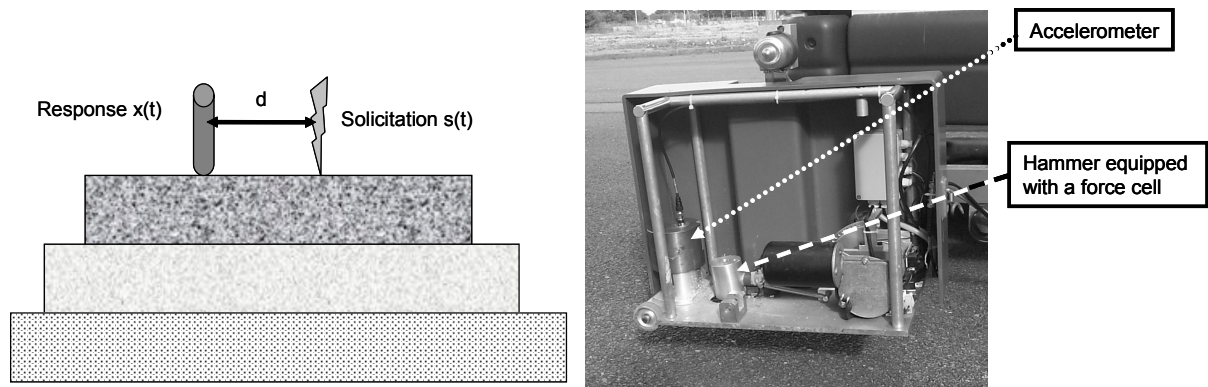 Response x(t)
d
Solicitation s(t)
Accelerometer
Hammer equipped
with a force cell